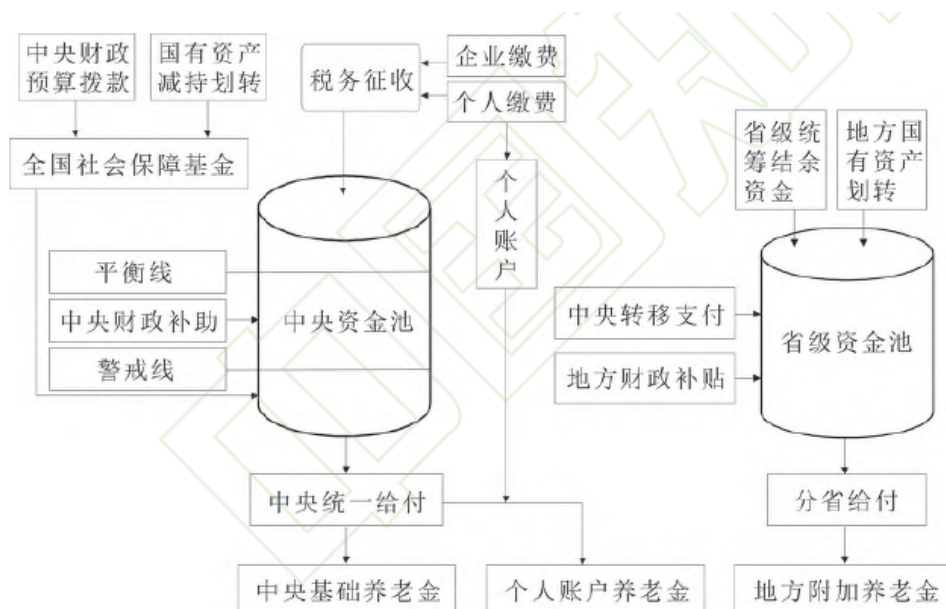 中央财政
预算拨款
国有资产
减持划转
税务征收
企业缴费
个人缴费
全国社会保障基金
个
人
账
户
省级统
筹结余
资金
地方国
有资产
划转
平衡线
中央财政补助
警戒线
中央资金池
中央转移支付
地方财政补贴
省级资金池
中央统一给付
分省给付
中央基础养老金
个人账户养老金
地方附加养老金